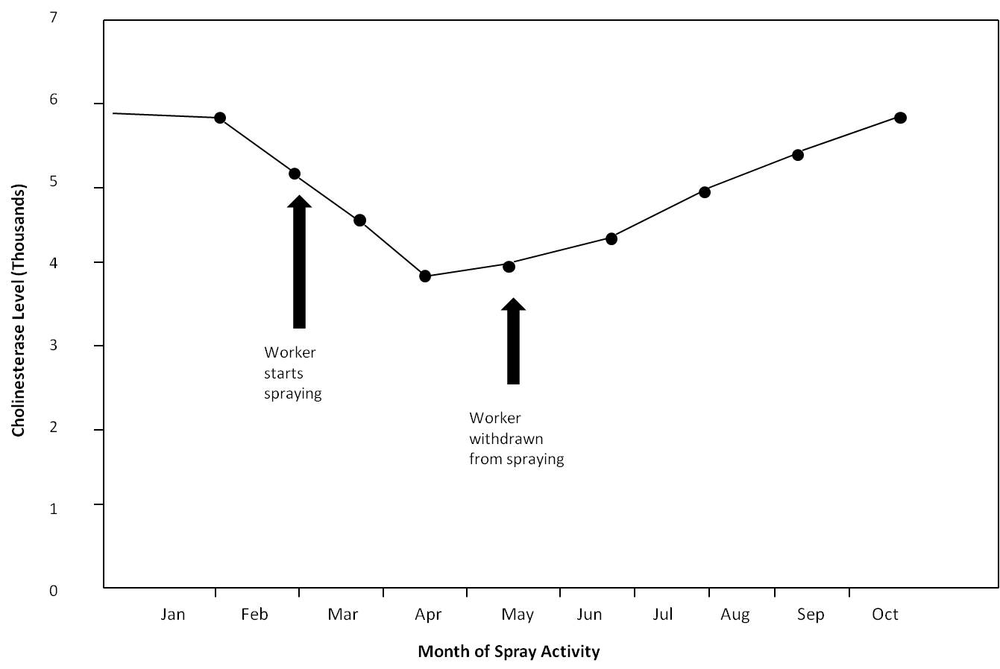 7
6
5
4
3
2
1
0
Cholinesterase Level (Thousands)
Worker
starts
spraying
Worker
withdrawn
from spraying
Jan Feb Mar Apr May Jun Jul Aug Sep Oct
Month of Spray Activity